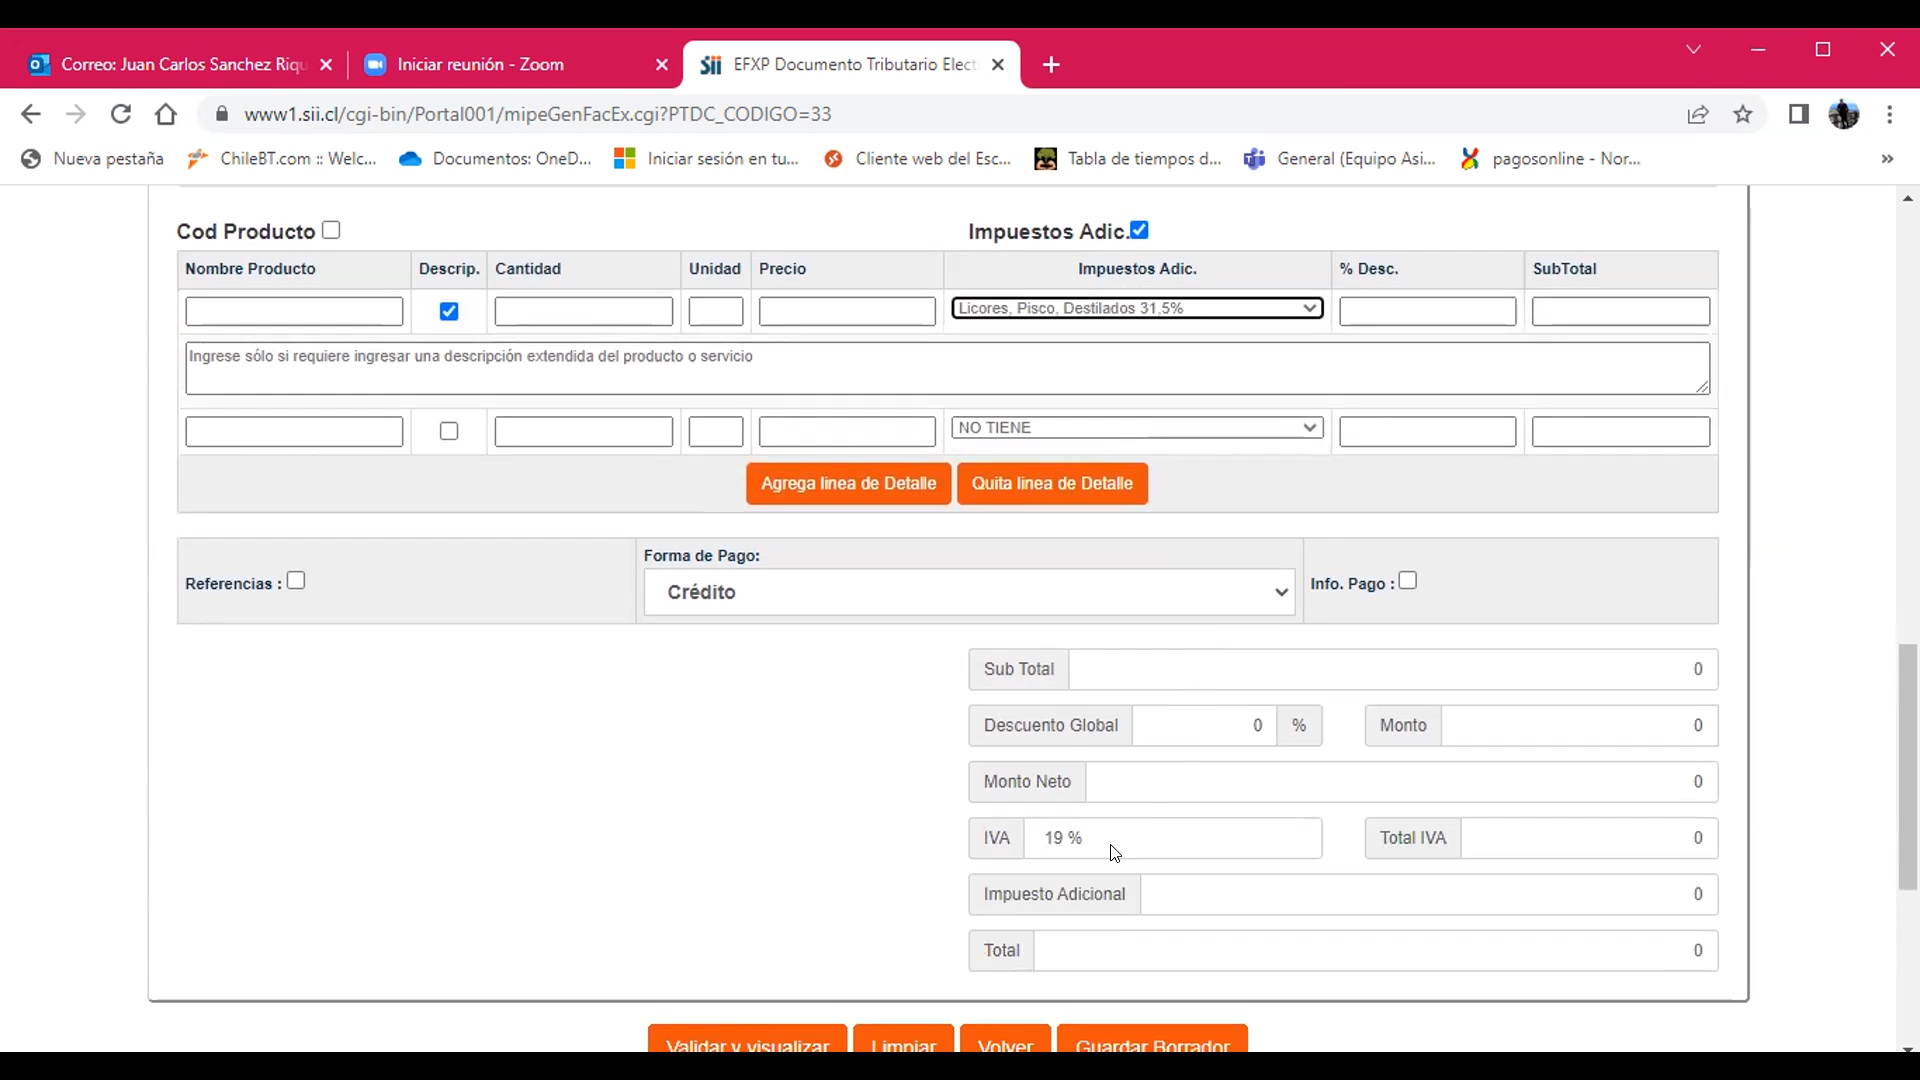 Correo: Juan Carlos Sanchez Riqu
Iniciar reunión - Zoom
sii EFXP Documento Tributario Elect
www1.sii.cl/cgi-bin/Portal001/mipeGenFacEx.cgi?PTDC_CODIGO=33
Nueva pestaña ChileBT.com :: Welc... Documentos: OneD... Iniciar sesión en tu... Cliente web del Esc... Tabla de tiempos d... General (Equipo Asi... pagosonline - Nor... »
Cod Producto Impuestos Adic.
Nombre Producto Descrip. Cantidad Unidad Precio Impuestos Adic. % Desc. SubTotal
Licores, Pisco, Destilados 31,5%
Ingrese sólo si requiere ingresar una descripción extendida del producto o servicio
NO TIENE
Agrega linea de Detalle Quita linea de Detalle
Forma de Pago:
Referencias : Crédito Info. Pago :
Sub Total 0
Descuento Global 0 % Monto 0
Monto Neto 0
IVA 19 % Total IVA 0
Impuesto Adicional 0
Total 0
Validar y visualizar Limpiar Volver Guardar Borrador